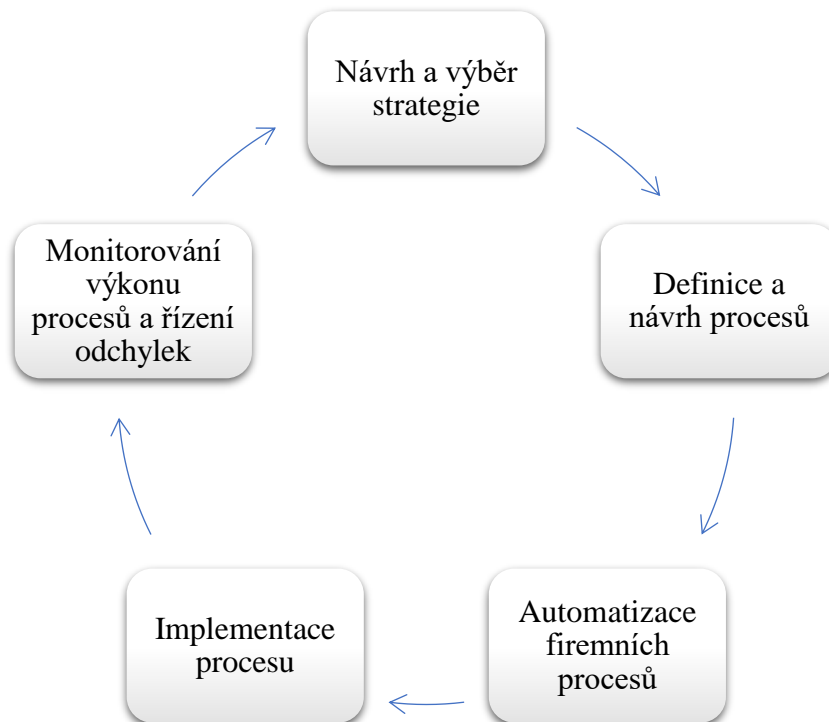 Návrh a výběr
strategie
Definice a
návrh procesů
Automatizace
firemních
procesů
Implementace
procesu
Monitorování
výkonu
procesů a řízení
odchylek